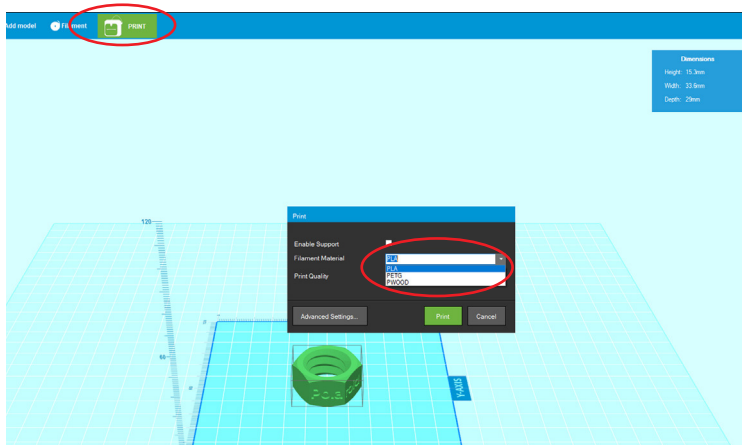 Add model
Filament
PRINT
Dimensions
Height: 15.3mm
Width: 33.6mm
Depth: 29mm
120
Print
Enable Support
Filament Material
PLA
PLA
PETG
PWOOD
Print Quality
Advanced Settings...
Print
Cancel
60
Y-AXIS